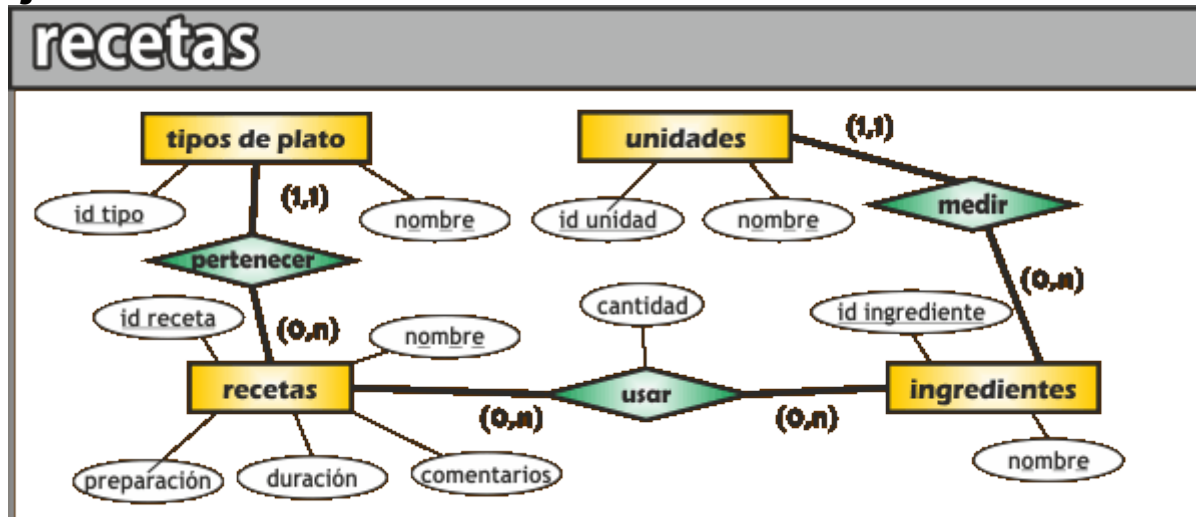 recetas
tipos de plato
unidades
(1,1)
id tipo
(1,1)
nombre
id unidad
nombre
medir
pertenecer
(0,n)
id receta
(0,n)
nombre
cantidad
id ingrediente
recetas
usar
ingredientes
(0,n)
(0,n)
preparación
duración
comentarios
nombre